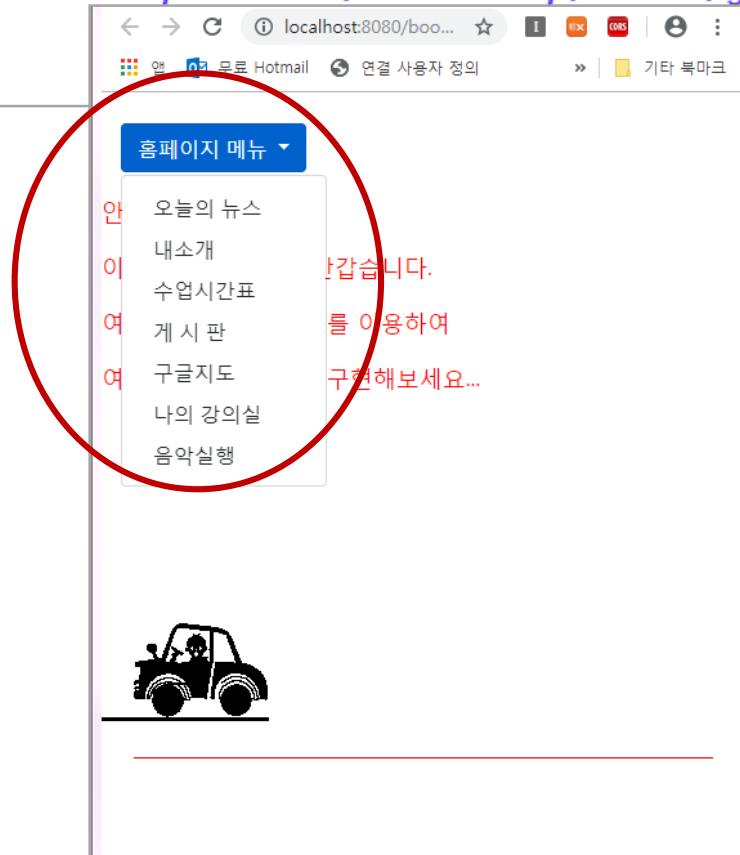 localhost:8080/boo...
앱 무료 Hotmail 연결 사용자 정의 » 기타 북마크
홈페이지 메뉴
오늘의 뉴스
내소개
수업시간표
게 시 판
구글지도
나의 강의실
음악실행
안
이 갑습니다.
여 를 이용하여
여 구현해보세요...
CORS